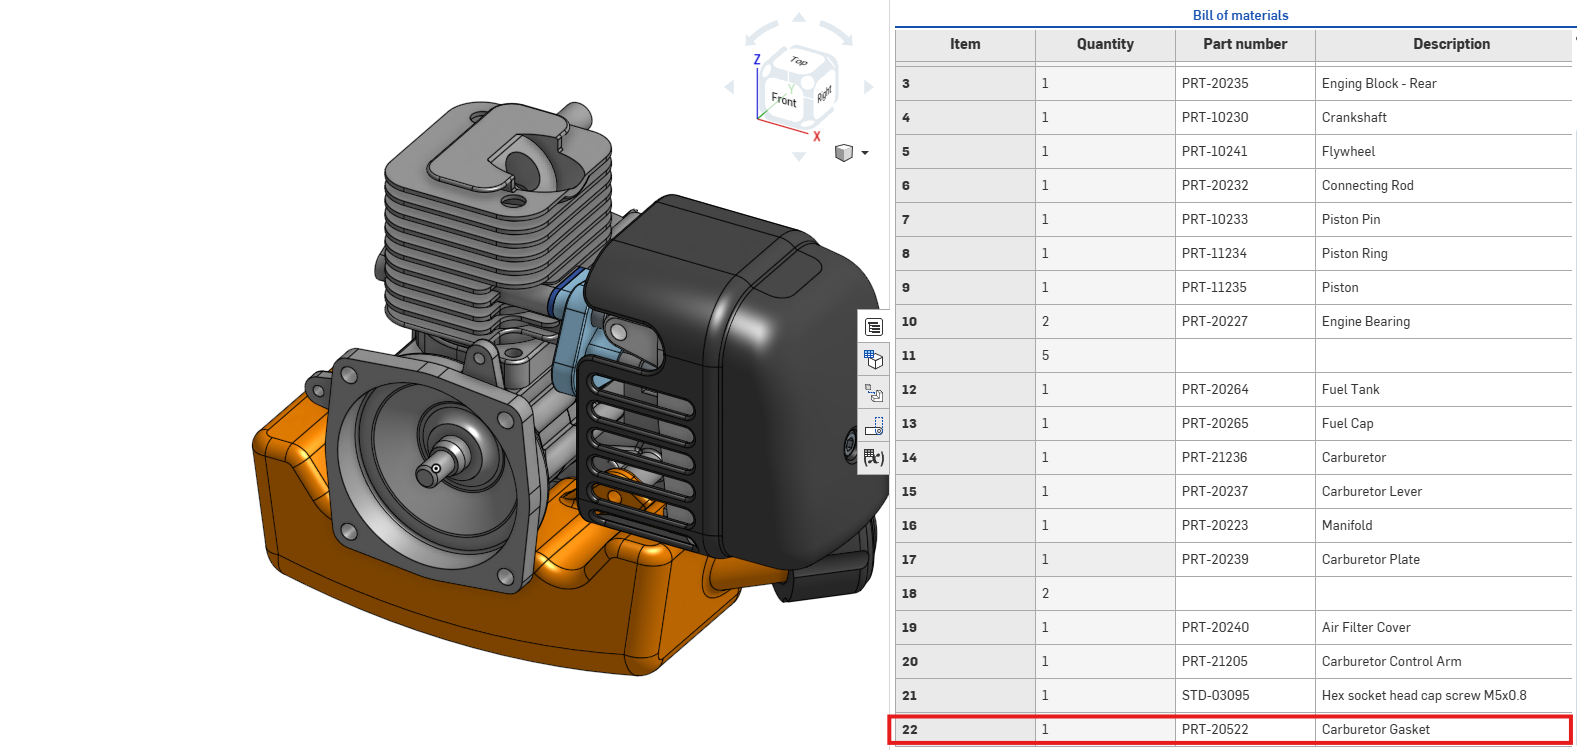 Bill of materials
Item Quantity Part number Description
3 1 PRT-20235 Enging Block - Rear
4 1 PRT-10230 Crankshaft
5 1 PRT-10241 Flywheel
6 1 PRT-20232 Connecting Rod
7 1 PRT-10233 Piston Pin
8 1 PRT-11234 Piston Ring
9 1 PRT-11235 Piston
10 2 PRT-20227 Engine Bearing
11 5
12 1 PRT-20264 Fuel Tank
13 1 PRT-20265 Fuel Cap
14 1 PRT-21236 Carburetor
15 1 PRT-20237 Carburetor Lever
16 1 PRT-20223 Manifold
17 1 PRT-20239 Carburetor Plate
18 2
19 1 PRT-20240 Air Filter Cover
20 1 PRT-21205 Carburetor Control Arm
21 1 STD-03095 Hex socket head cap screw M5x0.8
22 1 PRT-20522 Carburetor Gasket
Z
Top
Y
Front
Right
X
(x)